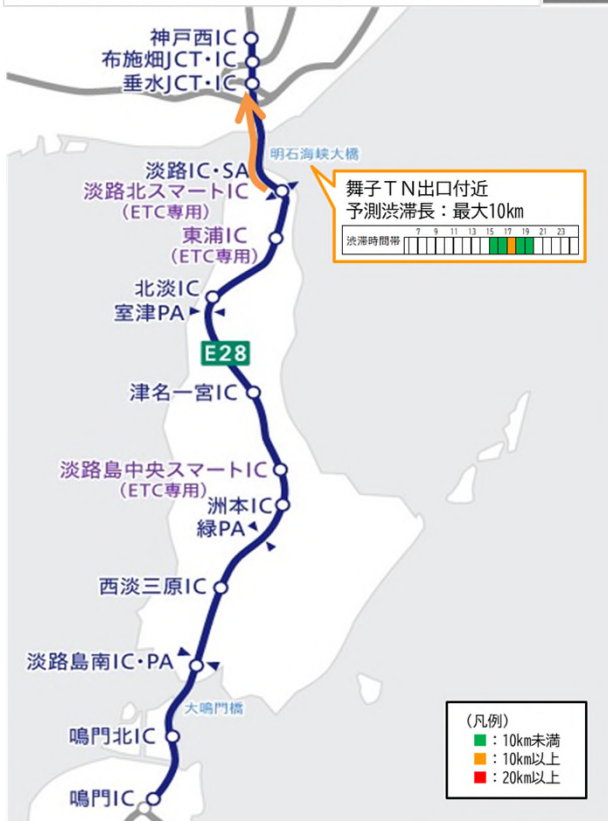 神戸西IC
布施畑JCT・IC
垂水JCT・IC
明石海峡大橋
淡路IC・SA
淡路北スマートIC
(ETC専用)
舞子TN出口付近
予測渋滞長：最大10km
渋滞時間帯 7 9 11 13 15 17 19 21 23
東浦IC
(ETC専用)
北淡IC
室津PA
E28
津名一宮IC
淡路島中央スマートIC
(ETC専用)
洲本IC
緑PA
西淡三原IC
淡路島南IC・PA
大鳴門橋
鳴門北IC
鳴門IC
(凡例)
：10km未満
：10km以上
：20km以上